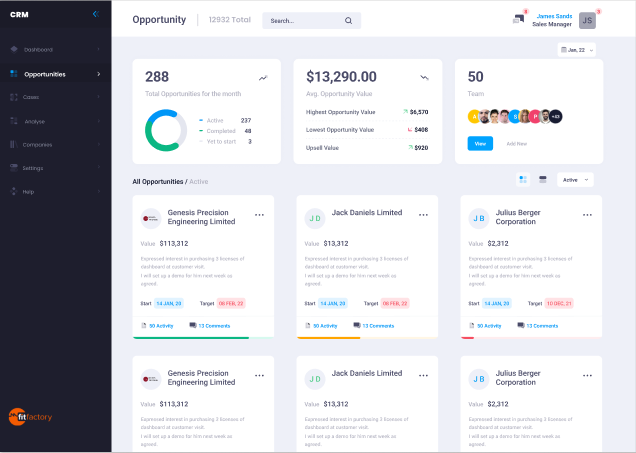 CRM
Dashboard
Opportunities
Cases
Analyse
Companies
Settings
Help
fitfactory
Opportunity
12932 Total
Search...
8
3
James Sands
Sales Manager
JS
Jan, 22
288
Total Opportunities for the month
Active 237
Completed 48
Yet to start 3
$13,290.00
Avg. Opportunity Value
Highest Opportunity Value $6,570
Lowest Opportunity Value $408
Upsell Value $920
50
Team
A
S
P
+43
View
Add New
All Opportunities / Active
Active
Genesis Precision
Engineering Limited
Value $113,312
Expressed interest in purchasing 3 licenses of
dashboard at customer visit.
I will set up a demo for him next week as
agreed.
Start 14 JAN, 20
Target 08 FEB, 22
50 Activity
13 Comments
J D
Jack Daniels Limited
Value $13,312
Expressed interest in purchasing 3 licenses of
dashboard at customer visit.
I will set up a demo for him next week as
agreed.
Start 14 JAN, 20
Target 08 FEB, 22
50 Activity
13 Comments
J B
Julius Berger
Corporation
Value $2,312
Expressed interest in purchasing 3 licenses of
dashboard at customer visit.
I will set up a demo for him next week as
agreed.
Start 14 JAN, 20
Target 10 DEC, 21
50 Activity
13 Comments
Genesis Precision
Engineering Limited
Value $113,312
Expressed interest in purchasing 3 licenses of
dashboard at customer visit.
I will set up a demo for him next week as
agreed.
J D
Jack Daniels Limited
Value $13,312
Expressed interest in purchasing 3 licenses of
dashboard at customer visit.
I will set up a demo for him next week as
agreed.
J B
Julius Berger
Corporation
Value $2,312
Expressed interest in purchasing 3 licenses of
dashboard at customer visit.
I will set up a demo for him next week as
agreed.